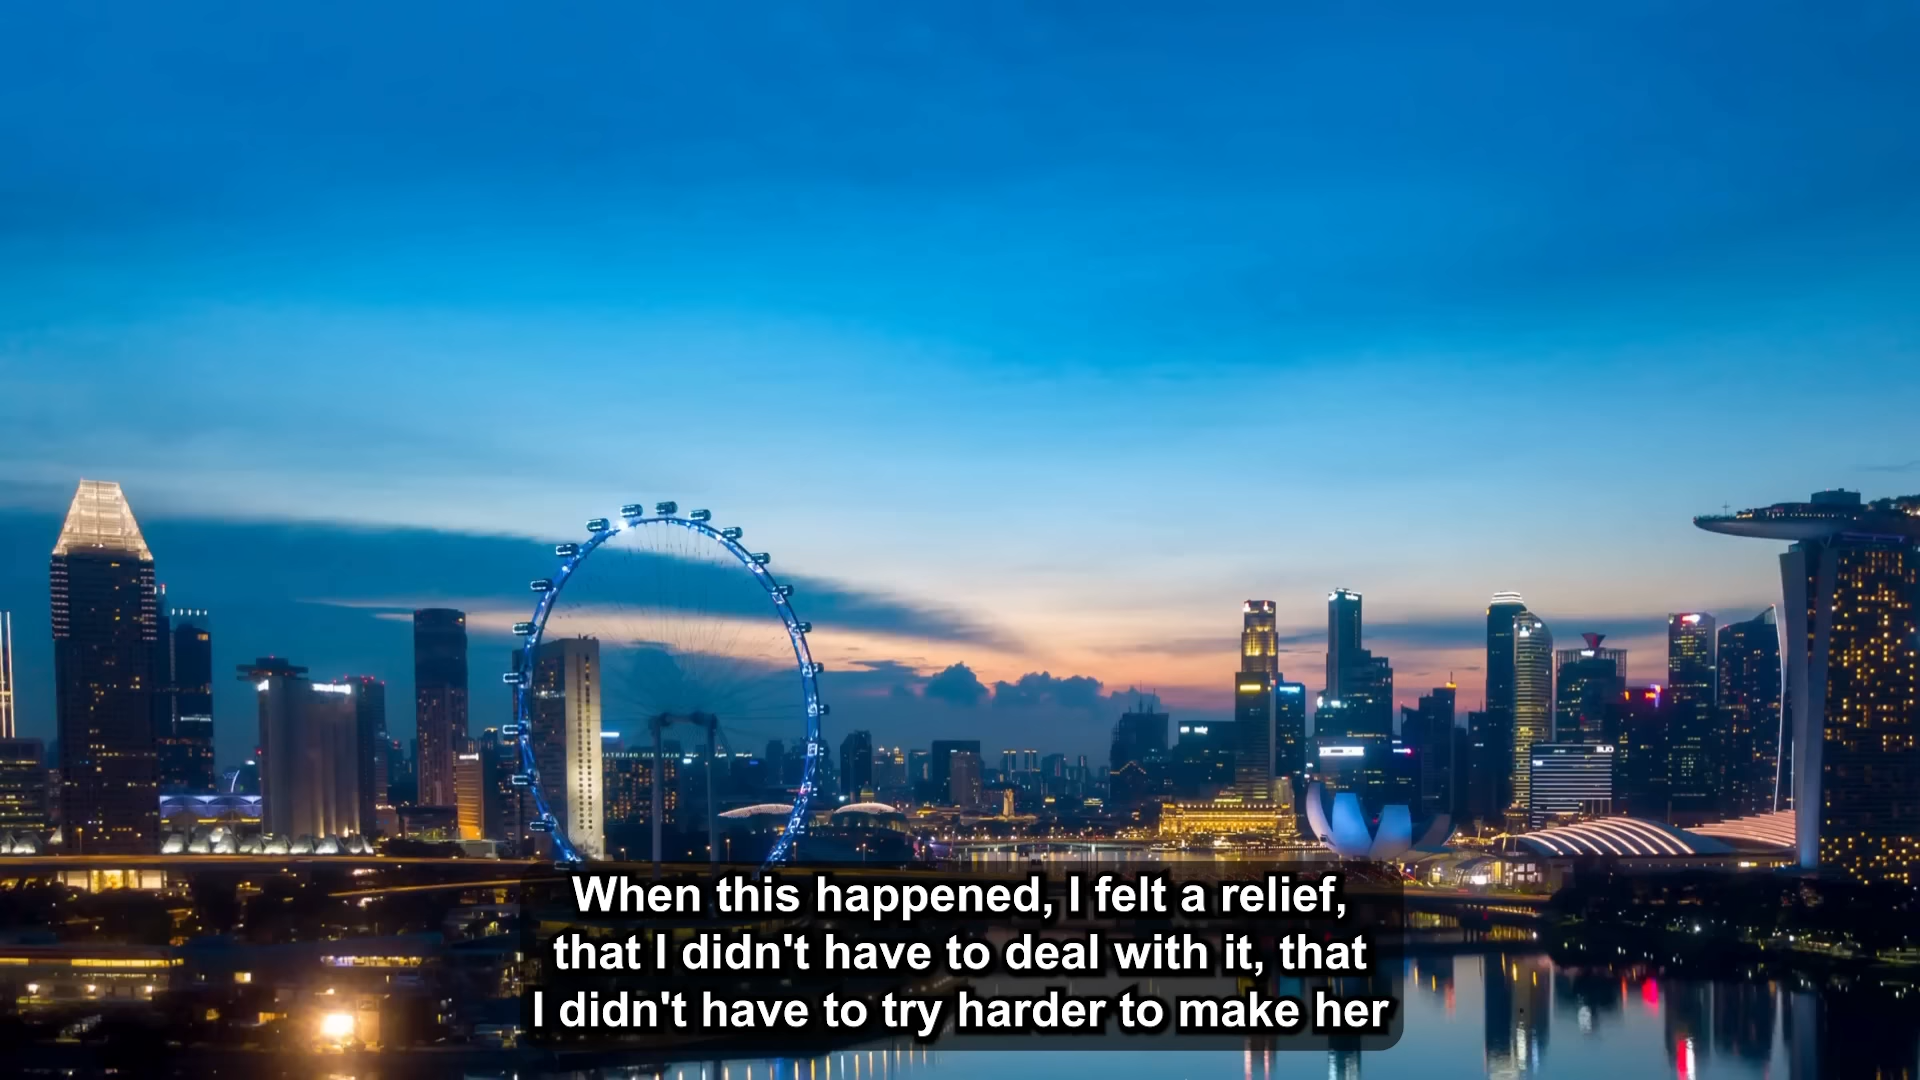 When this happened, I felt a relief,
that I didn't have to deal with it, that
I didn't have to try harder to make her